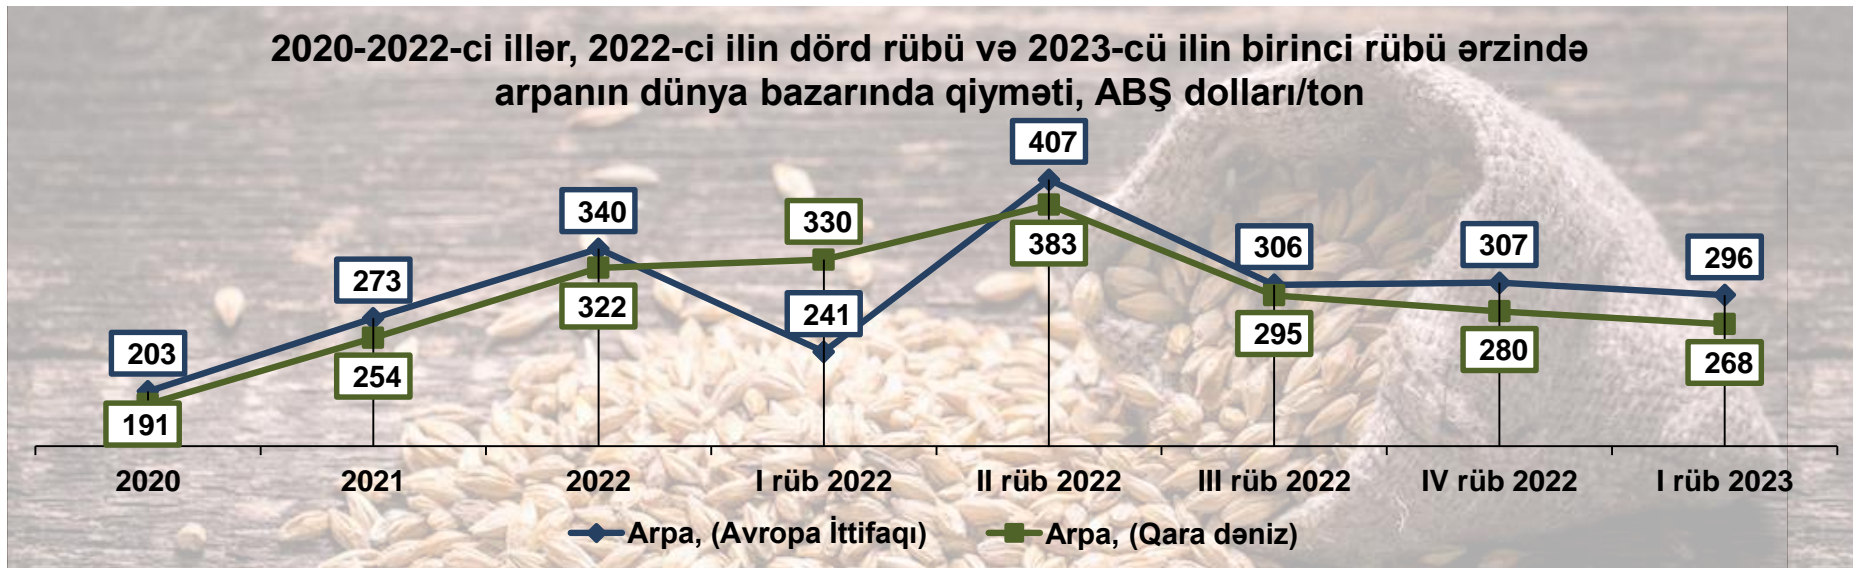 2020-2022-ci illər, 2022-ci ilin dörd rübü və 2023-cü ilin birinci rübü ərzində
arpanın dünya bazarında qiyməti, ABŞ dolları/ton
407
340
330
306
307
296
273
383
322
241
203
295
280
268
254
191
2020
2021
2022
I rüb 2022
II rüb 2022
III rüb 2022
IV rüb 2022
I rüb 2023
Arpa, (Avropa İttifaqı)
Arpa, (Qara dəniz)